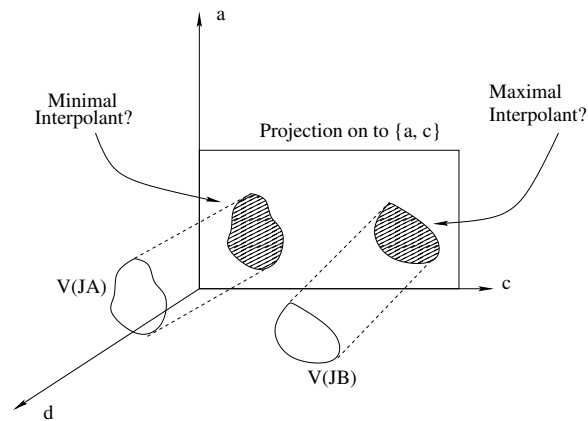 a
Minimal
Interpolant?
Maximal
Interpolant?
Projection on to {a, c}
V(JA)
c
V(JB)
d